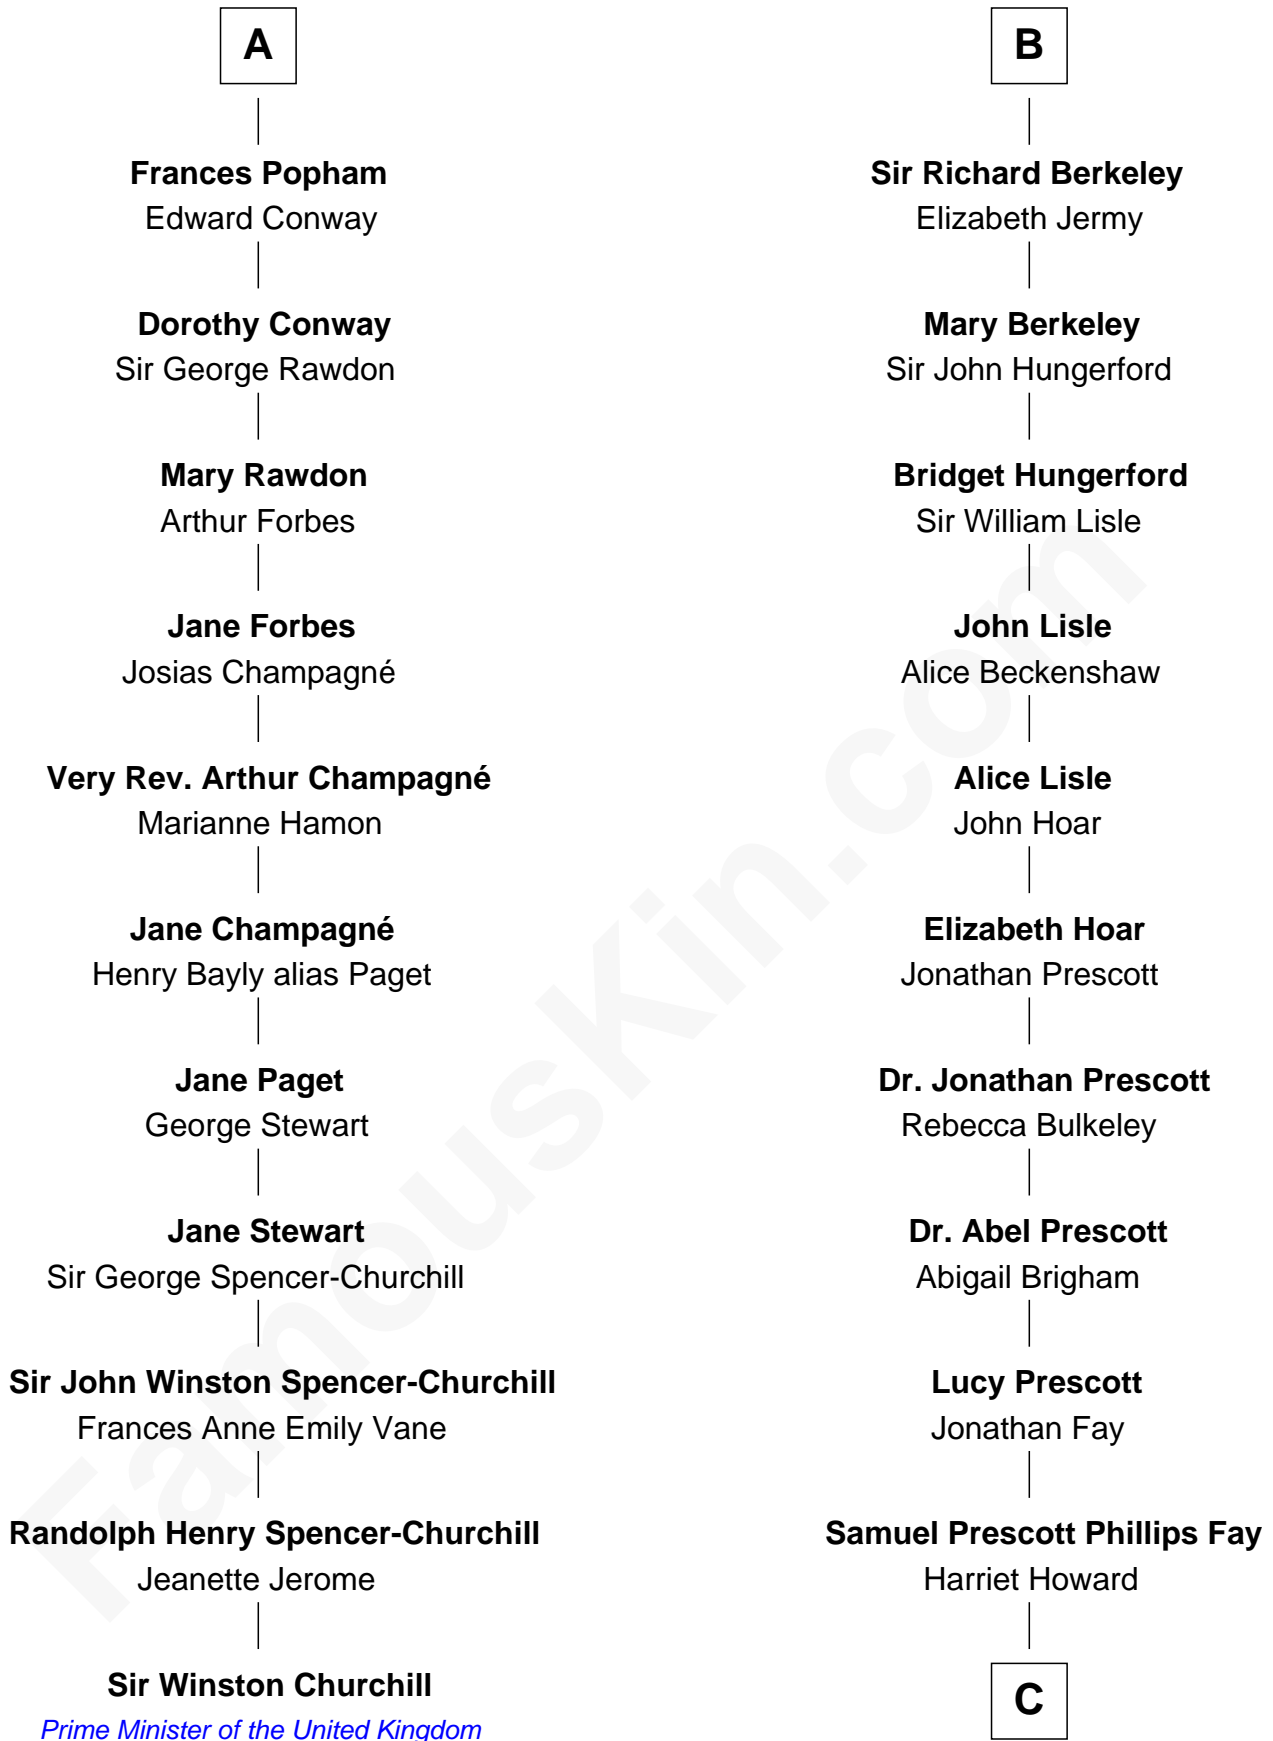 A
Frances Popham
Edward Conway
Dorothy Conway
Sir George Rawdon
Mary Rawdon
Arthur Forbes
Jane Forbes
Josias Champagné
Very Rev. Arthur Champagné
Marianne Hamon
Jane Champagné
Henry Bayly alias Paget
Jane Paget
George Stewart
Jane Stewart
Sir George Spencer-Churchill
Sir John Winston Spencer-Churchill
Frances Anne Emily Vane
Randolph Henry Spencer-Churchill
Jeanette Jerome
Sir Winston Churchill
Prime Minister of the United Kingdom
B
Sir Richard Berkeley
Elizabeth Jermy
Mary Berkeley
Sir John Hungerford
Bridget Hungerford
Sir William Lisle
John Lisle
Alice Beckenshaw
Alice Lisle
John Hoar
Elizabeth Hoar
Jonathan Prescott
Dr. Jonathan Prescott
Rebecca Bulkeley
Dr. Abel Prescott
Abigail Brigham
Lucy Prescott
Jonathan Fay
Samuel Prescott Phillips Fay
Harriet Howard
C
FamousKin.com